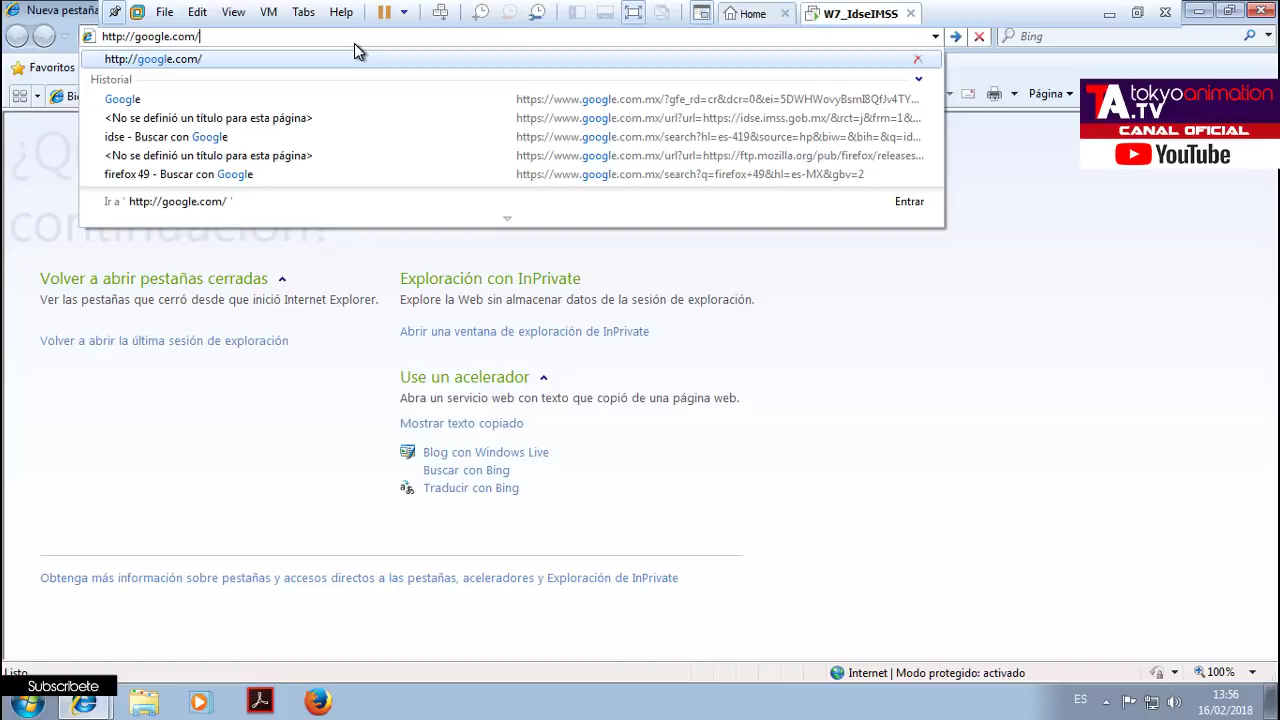 Nueva pestaña
File Edit View VM Tabs Help
Home
W7_IdseIMSS
http://google.com/
Bing
http://google.com/
Favoritos
Historial
Google https://www.google.com.mx/?gfe_rd=cr&dcr=0&ei=5DWHWovyBsmI8QfJv4TY...
<No se definió un título para esta página> https://www.google.com.mx/url?url=https://idse.imss.gob.mx/&rct=j&frm=1&...
idse - Buscar con Google https://www.google.com.mx/search?hl=es-419&source=hp&biw=&bih=&q=id...
<No se definió un título para esta página> https://www.google.com.mx/url?url=https://ftp.mozilla.org/pub/firefox/releases...
firefox 49 - Buscar con Google https://www.google.com.mx/search?q=firefox+49&hl=es-MX&gbv=2
Ir a ' http://google.com/ ' Entrar
Bi
Página
tokyoanimation
TA.TV
CANAL OFICIAL
YouTube
¿Q
continuación?
Volver a abrir pestañas cerradas
Ver las pestañas que cerró desde que inició Internet Explorer.
Volver a abrir la última sesión de exploración
Exploración con InPrivate
Explore la Web sin almacenar datos de la sesión de exploración.
Abrir una ventana de exploración de InPrivate
Use un acelerador
Abra un servicio web con texto que copió de una página web.
Mostrar texto copiado
Blog con Windows Live
Buscar con Bing
Traducir con Bing
Obtenga más información sobre pestañas y accesos directos a las pestañas, aceleradores y Exploración de InPrivate
Listo
Internet | Modo protegido: activado
100%
Subscribete
ES
13:56
16/02/2018